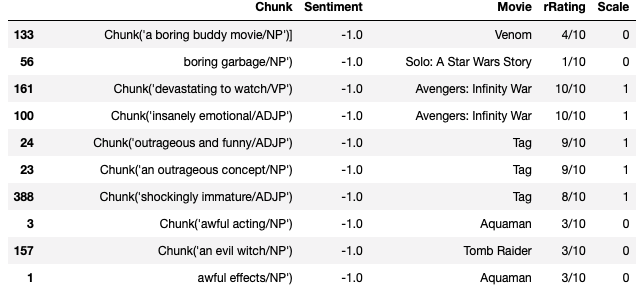 Chunk Sentiment Movie rRating Scale
133 Chunk('a boring buddy movie/NP')] -1.0 Venom 4/10 0
56 boring garbage/NP') -1.0 Solo: A Star Wars Story 1/10 0
161 Chunk('devastating to watch/VP') -1.0 Avengers: Infinity War 10/10 1
100 Chunk('insanely emotional/ADJP') -1.0 Avengers: Infinity War 10/10 1
24 Chunk('outrageous and funny/ADJP') -1.0 Tag 9/10 1
23 Chunk('an outrageous concept/NP') -1.0 Tag 9/10 1
388 Chunk('shockingly immature/ADJP') -1.0 Tag 8/10 1
3 Chunk('awful acting/NP') -1.0 Aquaman 3/10 0
157 Chunk('an evil witch/NP') -1.0 Tomb Raider 3/10 0
1 awful effects/NP') -1.0 Aquaman 3/10 0